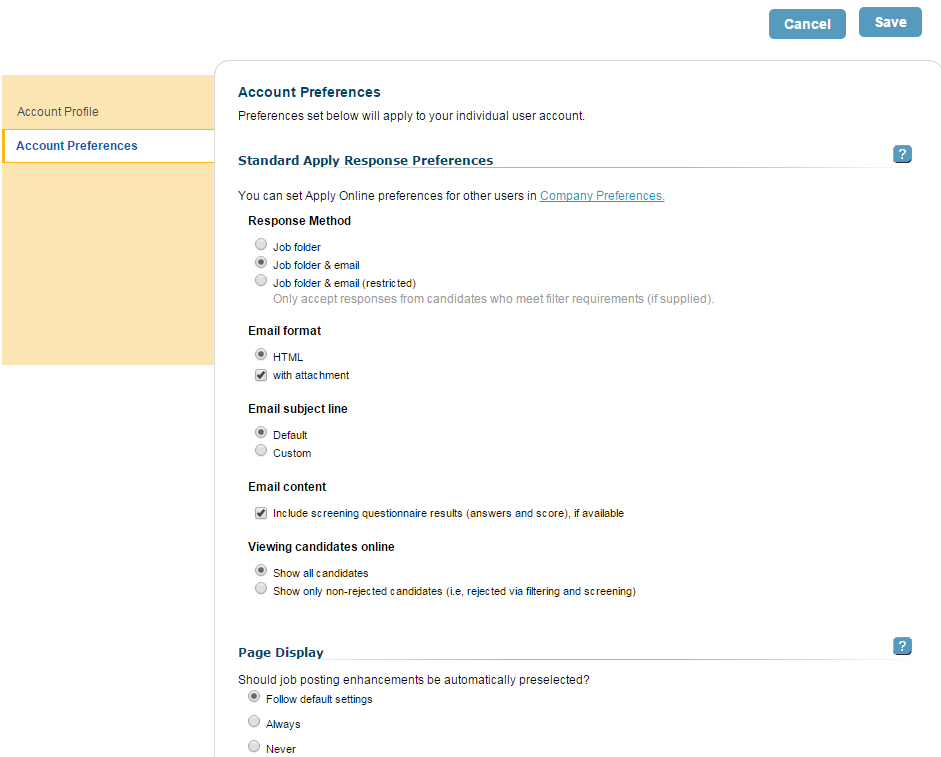 Cancel
Save
Account Profile
Account Preferences
Account Preferences
Preferences set below will apply to your individual user account.
Standard Apply Response Preferences
?
You can set Apply Online preferences for other users in Company Preferences.
Response Method
Job folder
Job folder & email
Job folder & email (restricted)
Only accept responses from candidates who meet filter requirements (if supplied).
Email format
HTML
with attachment
Email subject line
Default
Custom
Email content
Include screening questionnaire results (answers and score), if available
Viewing candidates online
Show all candidates
Show only non-rejected candidates (i.e, rejected via filtering and screening)
Page Display
?
Should job posting enhancements be automatically preselected?
Follow default settings
Always
Never